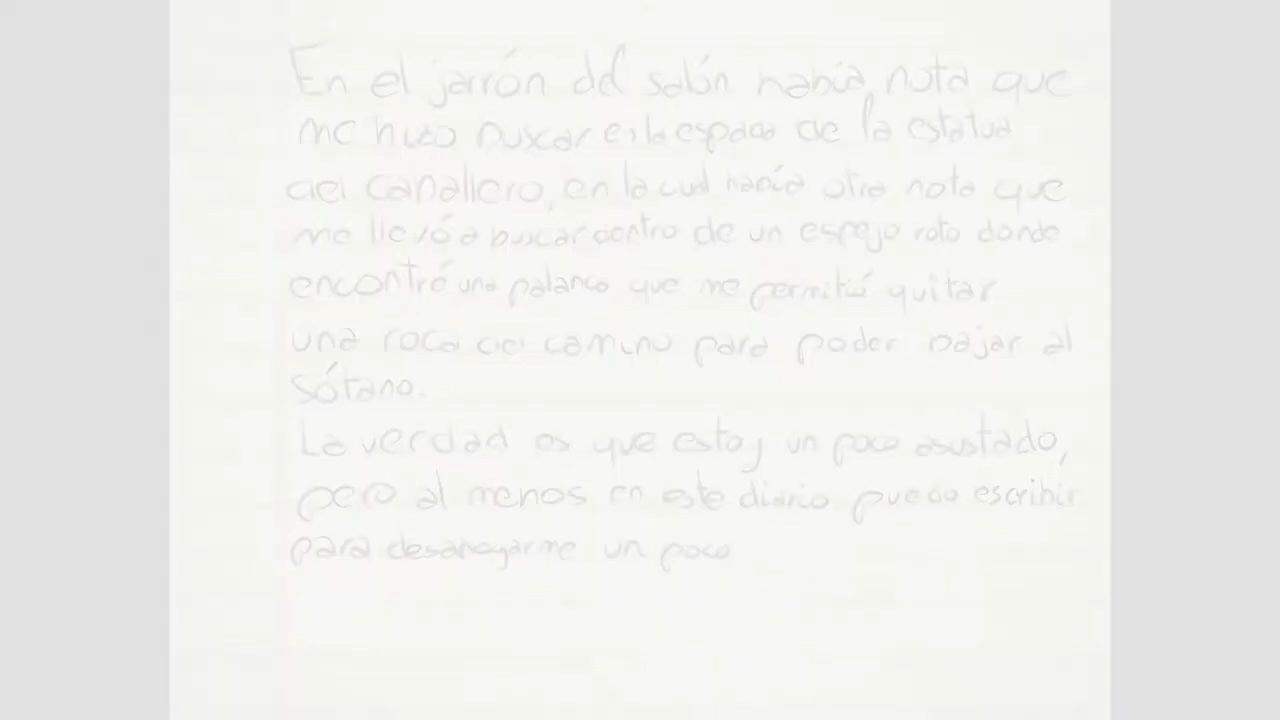 En el jarrón del salón había nota que
me hizo buscar en la espada de la estatua
del caballero, en la cual había otra nota que
me llevó a buscar dentro de un espejo roto donde
encontré una palanca que me permitió quitar
una roca del camino para poder bajar al
sótano.
La verdad es que estoy un poco asustado,
pero al menos en este diario puedo escribir
para desahogarme un poco